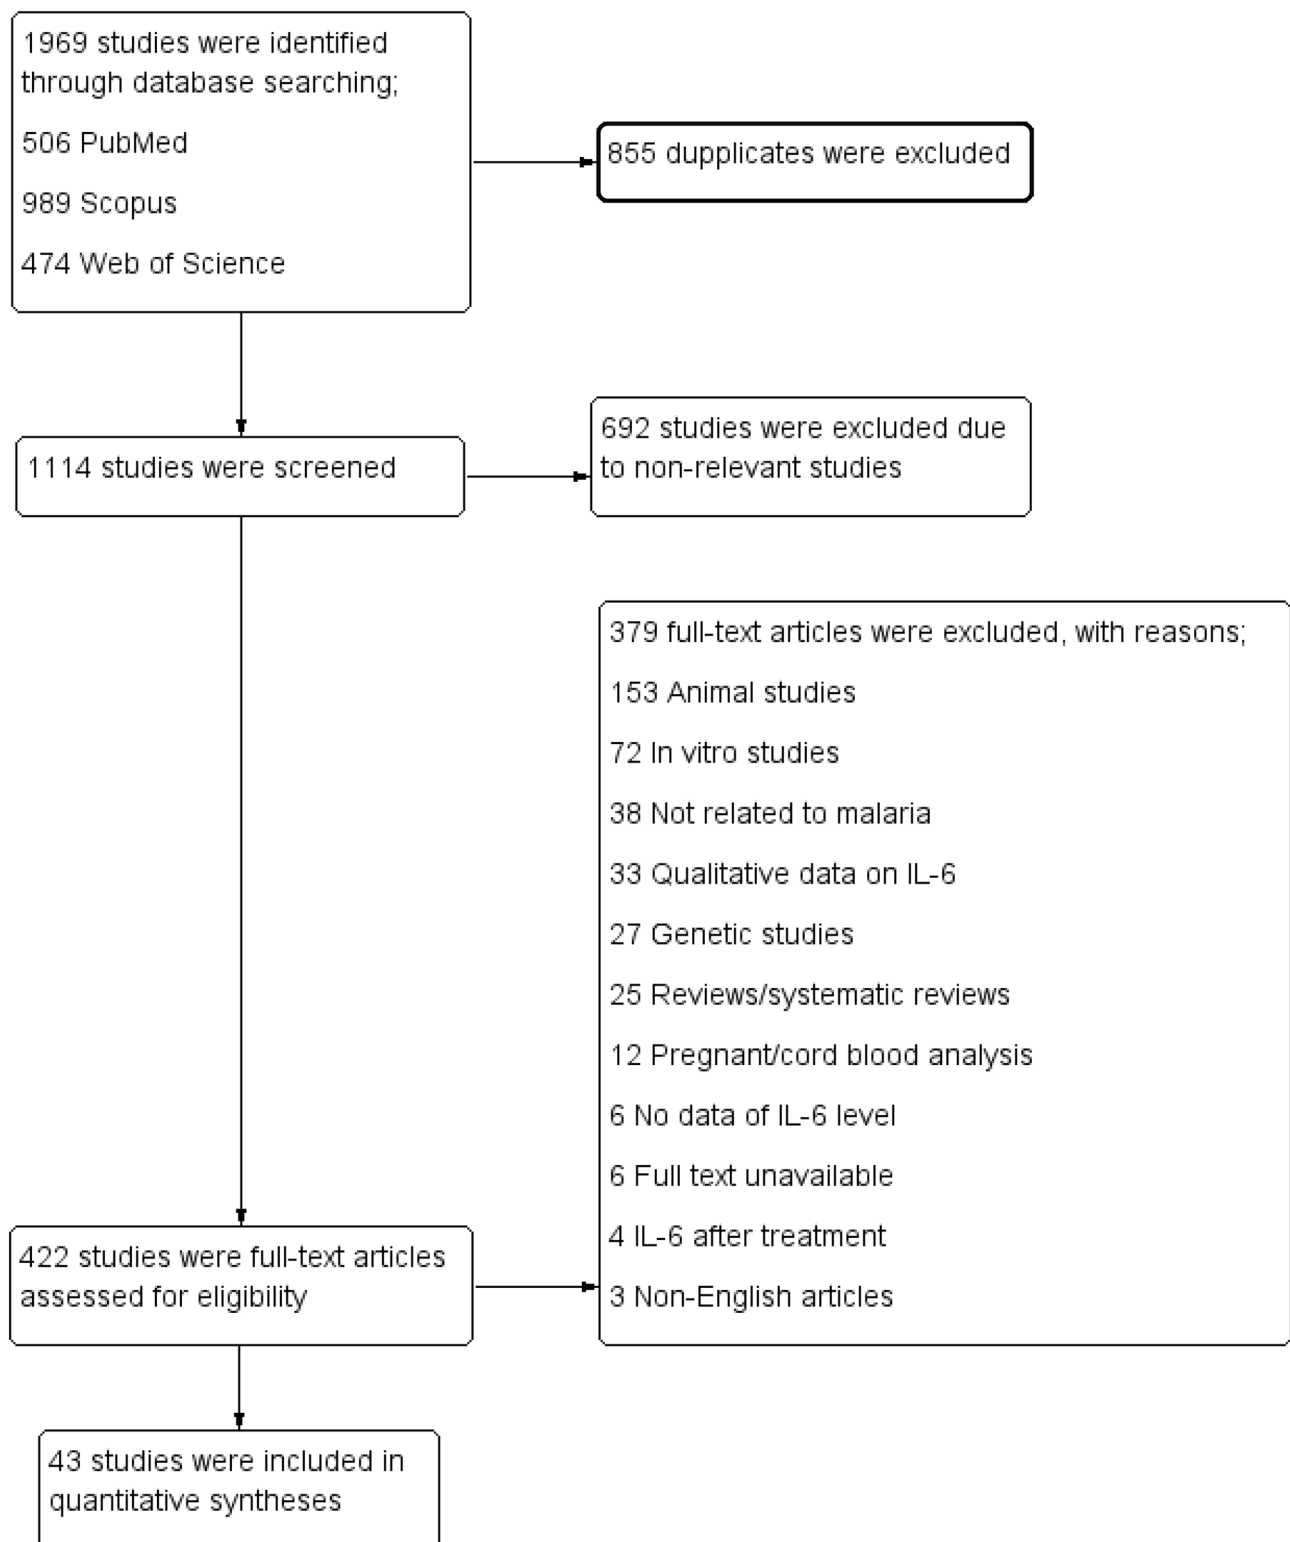 1969 studies were identified
through database searching;
506 PubMed
989 Scopus
474 Web of Science
855 dupplicates were excluded
1114 studies were screened
692 studies were excluded due
to non-relevant studies
379 full-text articles were excluded, with reasons;
153 Animal studies
72 In vitro studies
38 Not related to malaria
33 Qualitative data on IL-6
27 Genetic studies
25 Reviews/systematic reviews
12 Pregnant/cord blood analysis
6 No data of IL-6 level
6 Full text unavailable
4 IL-6 after treatment
3 Non-English articles
422 studies were full-text articles
assessed for eligibility
43 studies were included in
quantitative syntheses